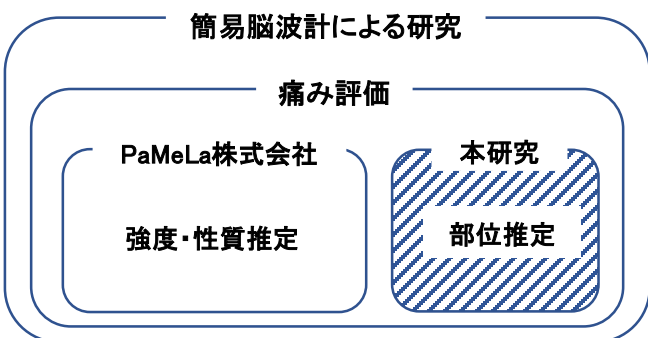 簡易脳波計による研究
痛み評価
PaMeLa株式会社
本研究
強度・性質推定
部位推定